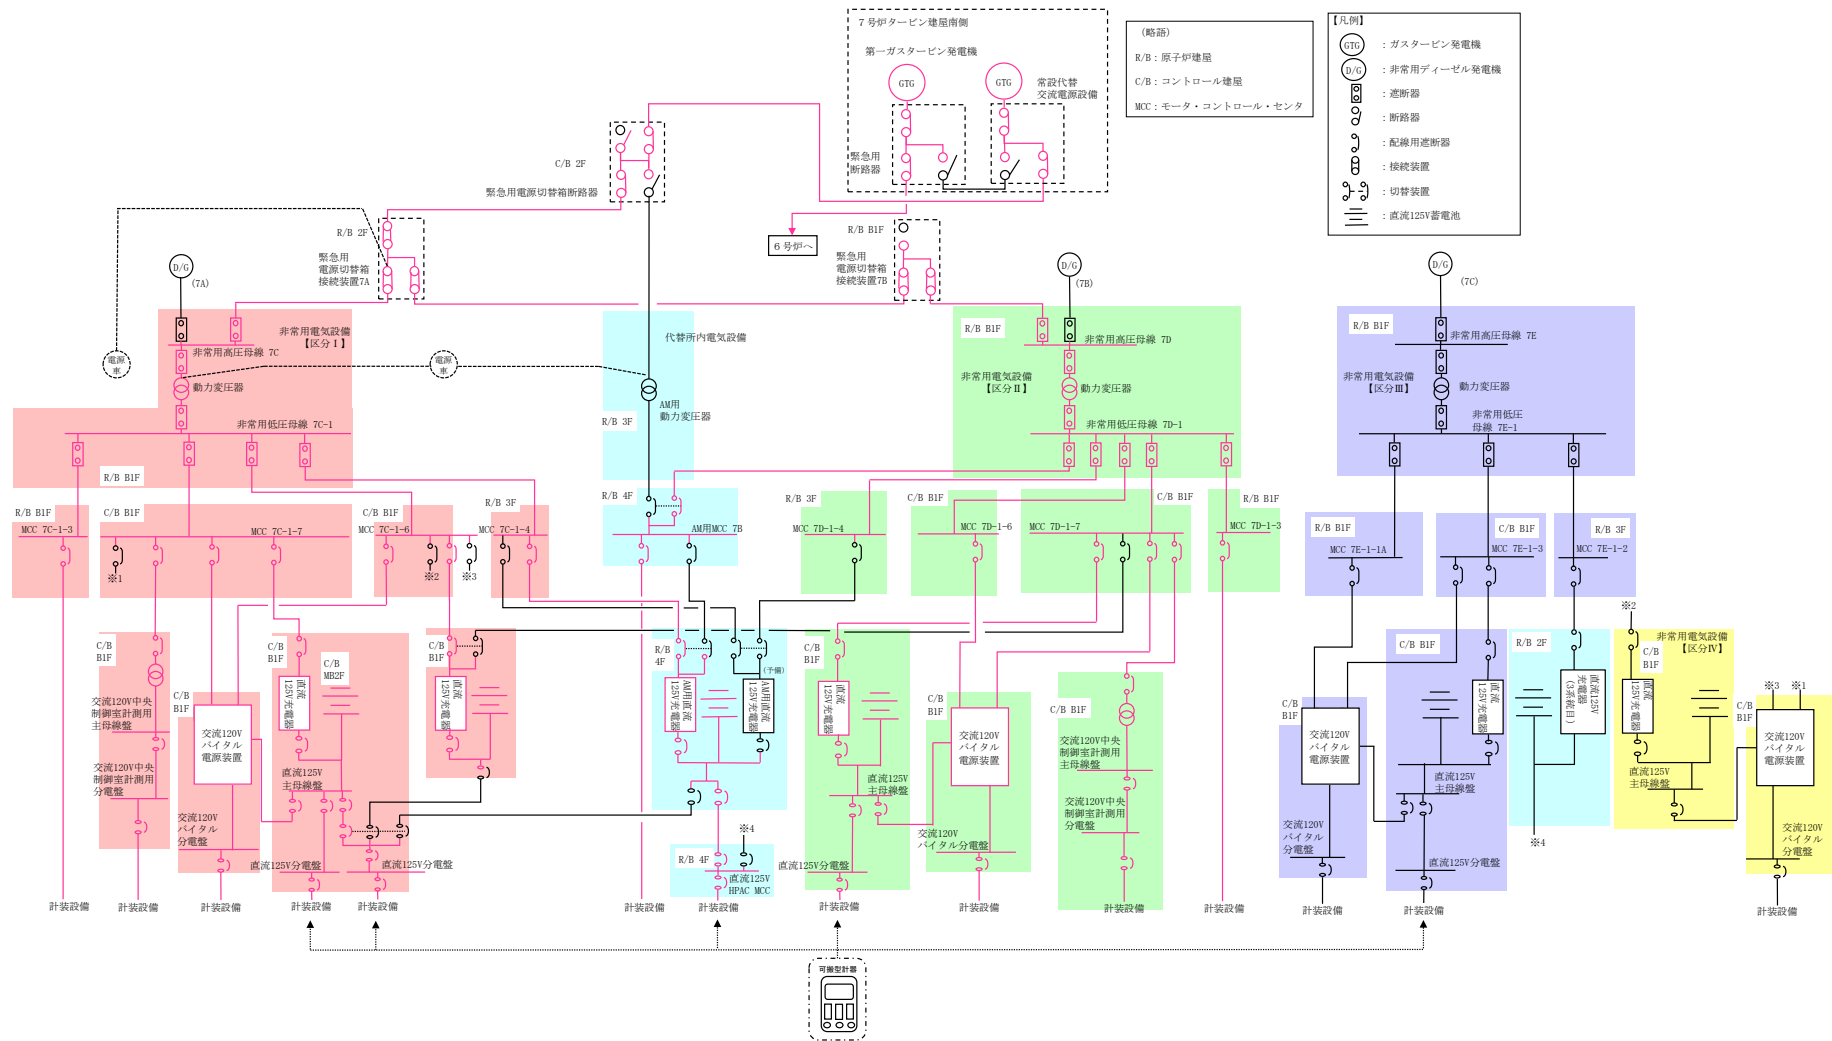 7号炉タービン建屋南側
第一ガスタービン発電機
GTG
GTG
常設代替
交流電源設備
緊急用
断路器
6号炉へ
(略語)
R/B：原子炉建屋
C/B：コントロール建屋
MCC：モータ・コントロール・センタ
【凡例】
GTG
：ガスタービン発電機
D/G
：非常用ディーゼル発電機
：遮断器
：断路器
：配線用遮断器
：接続装置
：切替装置
：直流125V蓄電池
C/B 2F
緊急用電源切替箱断路器
R/B 2F
緊急用
電源切替箱
接続装置7A
R/B B1F
緊急用
電源切替箱
接続装置7B
D/G
(7A)
D/G
(7B)
D/G
(7C)
電源
車
電源
車
非常用電気設備
【区分Ⅰ】
非常用高圧母線 7C
動力変圧器
非常用低圧母線 7C-1
R/B B1F
代替所内電気設備
AM用
動力変圧器
R/B 3F
R/B B1F
非常用高圧母線 7D
非常用電気設備
【区分Ⅱ】
動力変圧器
非常用低圧母線 7D-1
R/B B1F
非常用高圧母線 7E
非常用電気設備
【区分Ⅲ】
動力変圧器
非常用低圧
母線 7E-1
R/B B1F
MCC 7C-1-3
C/B B1F
MCC 7C-1-7
※1
C/B B1F
MCC 7C-1-6
※2
※3
R/B 3F
MCC 7C-1-4
R/B 4F
AM用MCC 7B
R/B 3F
MCC 7D-1-4
C/B B1F
MCC 7D-1-6
C/B B1F
MCC 7D-1-7
R/B B1F
MCC 7D-1-3
R/B B1F
MCC 7E-1-1A
C/B B1F
MCC 7E-1-3
R/B 3F
MCC 7E-1-2
C/B
B1F
交流120V中央
制御室計測用
主母線盤
交流120V中央
制御室計測用
分電盤
C/B
B1F
交流120V
バイタル
電源装置
交流120V
バイタル
分電盤
C/B
B1F
C/B
MB2F
直流
125V充電器
直流125V
主母線盤
直流125V分電盤
直流125V分電盤
C/B
B1F
直流
125V充電器
R/B
4F
AM用直流
125V充電器
(予備)
AM用直流
125V充電器
※4
R/B 4F
直流125V
HPAC MCC
C/B
B1F
直流
125V充電器
直流125V
主母線盤
直流125V分電盤
C/B
B1F
交流120V
バイタル
電源装置
交流120V
バイタル分電盤
C/B B1F
交流120V中央
制御室計測用
主母線盤
交流120V中央
制御室計測用
分電盤
C/B
B1F
交流120V
バイタル
電源装置
交流120V
バイタル
分電盤
C/B B1F
直流
125V充電器
直流125V
主母線盤
直流125V分電盤
R/B 2F
直流125V
充電器
(3系統目)
※4
※2
非常用電気設備
【区分Ⅳ】
C/B
B1F
直流
125V充電器
直流125V
主母線盤
※3
※1
C/B
B1F
交流120V
バイタル
電源装置
交流120V
バイタル
分電盤
計装設備
計装設備
計装設備
計装設備
計装設備
計装設備
計装設備
計装設備
計装設備
計装設備
計装設備
計装設備
計装設備
計装設備
可搬型計器